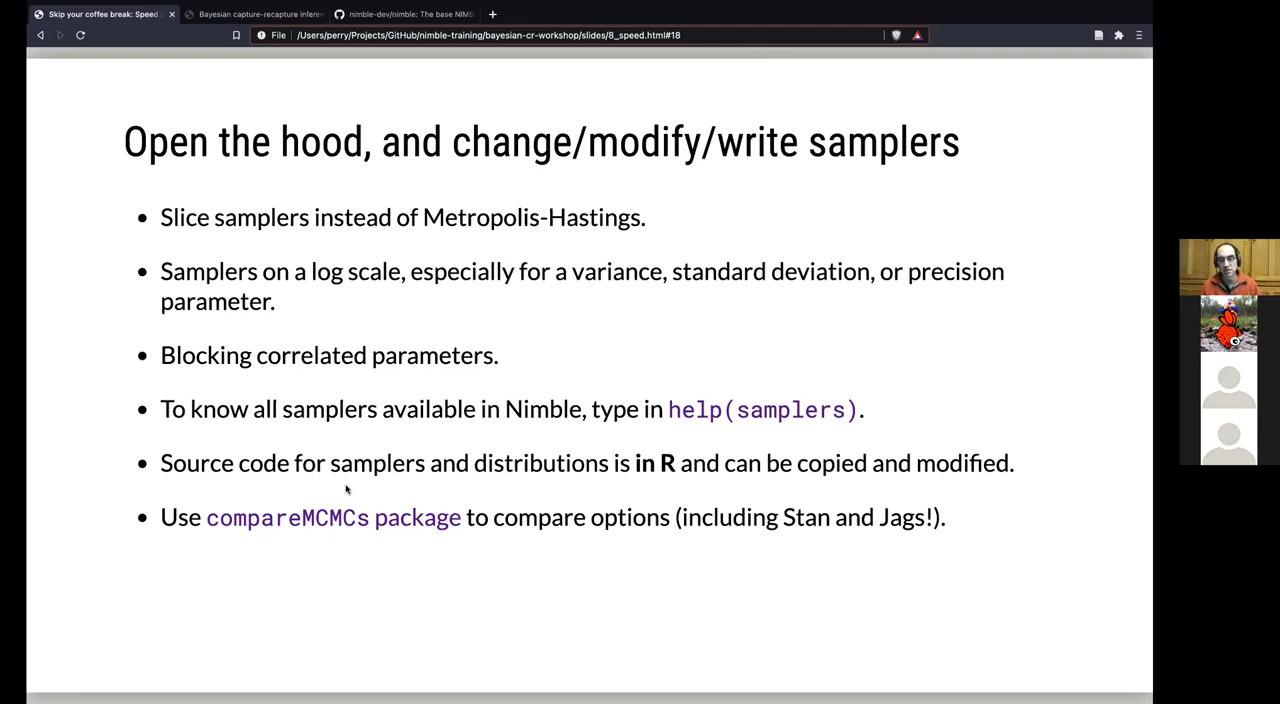 Skip your coffee break: Speed
Bayesian capture-recapture infere
nimble-dev/nimble: The base NIMB
File /Users/perry/Projects/GitHub/nimble-training/bayesian-cr-workshop/slides/8_speed.html#18
Open the hood, and change/modify/write samplers
• Slice samplers instead of Metropolis-Hastings.
• Samplers on a log scale, especially for a variance, standard deviation, or precision
parameter.
• Blocking correlated parameters.
• To know all samplers available in Nimble, type in help(samplers).
• Source code for samplers and distributions is in R and can be copied and modified.
• Use compareMCMCs package to compare options (including Stan and Jags!).